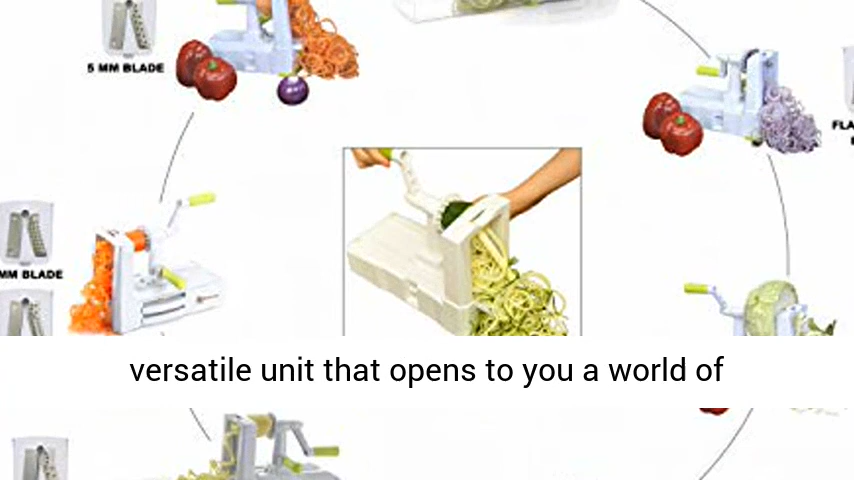 5 MM BLADE
FLA
MM BLADE
versatile unit that opens to you a world of